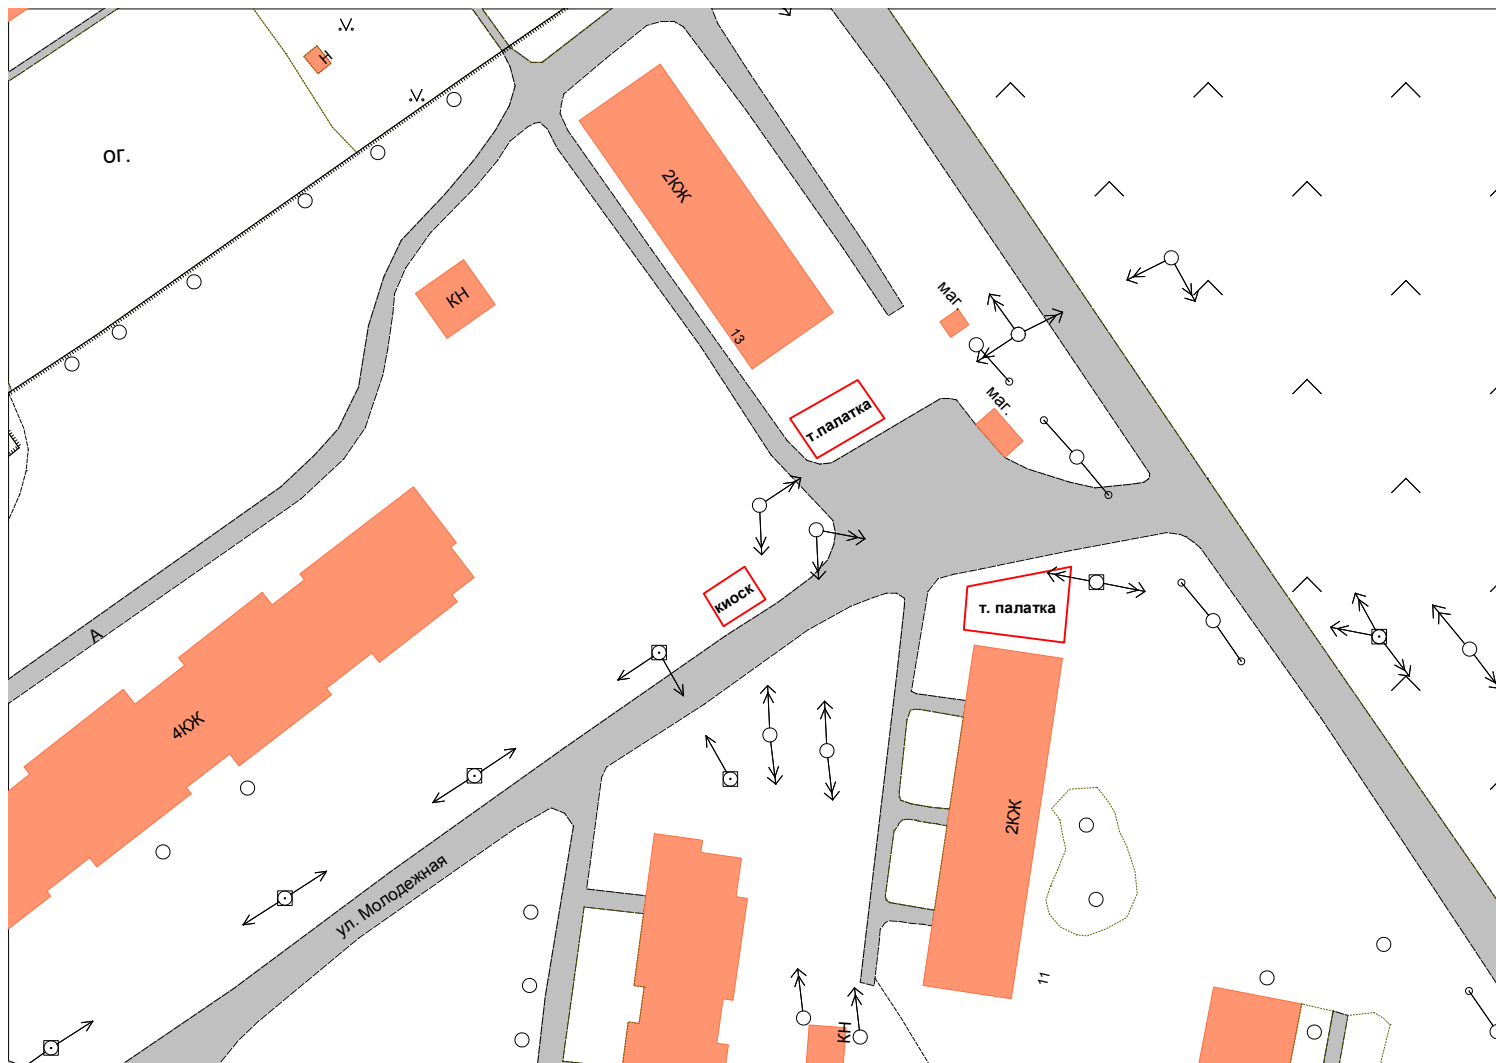 Н
ог.
2КЖ
КН
маг.
13
маг.
т.палатка
киоск
т. палатка
А
4КЖ
2КЖ
ул. Молодежная
11
КН